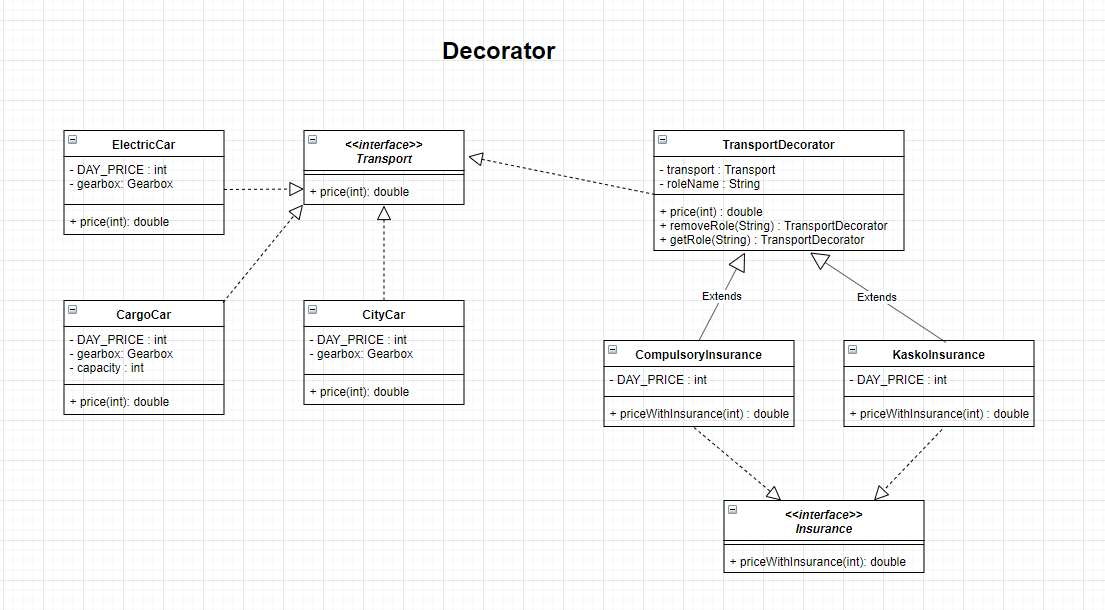 Decorator
ElectricCar
- DAY_PRICE : int
- gearbox: Gearbox
+ price(int): double
<<interface>>
Transport
+ price(int): double
TransportDecorator
- transport : Transport
- roleName : String
+ price(int) : double
+ removeRole(String) : TransportDecorator
+ getRole(String) : TransportDecorator
Extends
Extends
CargoCar
- DAY_PRICE : int
- gearbox: Gearbox
- capacity : int
+ price(int): double
CityCar
- DAY_PRICE : int
- gearbox: Gearbox
+ price(int): double
CompulsoryInsurance
- DAY_PRICE : int
+ priceWithInsurance(int) : double
KaskoInsurance
- DAY_PRICE : int
+ priceWithInsurance(int) : double
<<interface>>
Insurance
+ priceWithInsurance(int): double